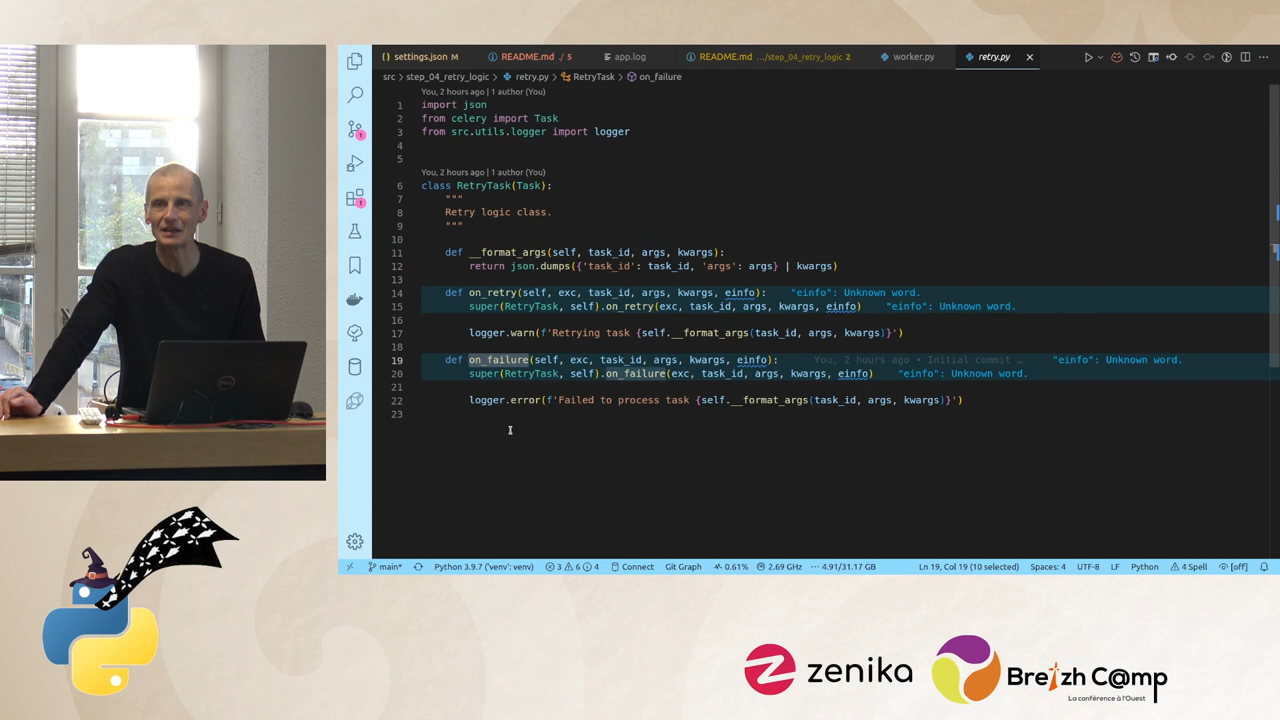 settings.json M
README.md ./ 5
app.log
README.md .../step_04_retry_logic 2
worker.py
retry.py
src > step_04_retry_logic > retry.py > RetryTask > on_failure
You, 2 hours ago | 1 author (You)
1 import json
2 from celery import Task
3 from src.utils.logger import logger
4
5
You, 2 hours ago | 1 author (You)
6 class RetryTask(Task):
7 """
8 Retry logic class.
9 """
10
11 def __format_args(self, task_id, args, kwargs):
12 return json.dumps({'task_id': task_id, 'args': args} | kwargs)
13
14 def on_retry(self, exc, task_id, args, kwargs, einfo): "einfo": Unknown word.
15 super(RetryTask, self).on_retry(exc, task_id, args, kwargs, einfo) "einfo": Unknown word.
16
17 logger.warn(f'Retrying task {self.__format_args(task_id, args, kwargs)}')
18
19 def on_failure(self, exc, task_id, args, kwargs, einfo): You, 2 hours ago • Initial commit … "einfo": Unknown word.
20 super(RetryTask, self).on_failure(exc, task_id, args, kwargs, einfo) "einfo": Unknown word.
21
22 logger.error(f'Failed to process task {self.__format_args(task_id, args, kwargs)}')
23
1
1
main* Python 3.9.7 ('venv': venv) 3 6 4 Connect Git Graph 0.61% 2.69 GHz 4.91/31.17 GB Ln 19, Col 19 (10 selected) Spaces: 4 UTF-8 LF Python 4 Spell [off]
DELL
zenika
Breizh C@mp
La conférence à l'Ouest